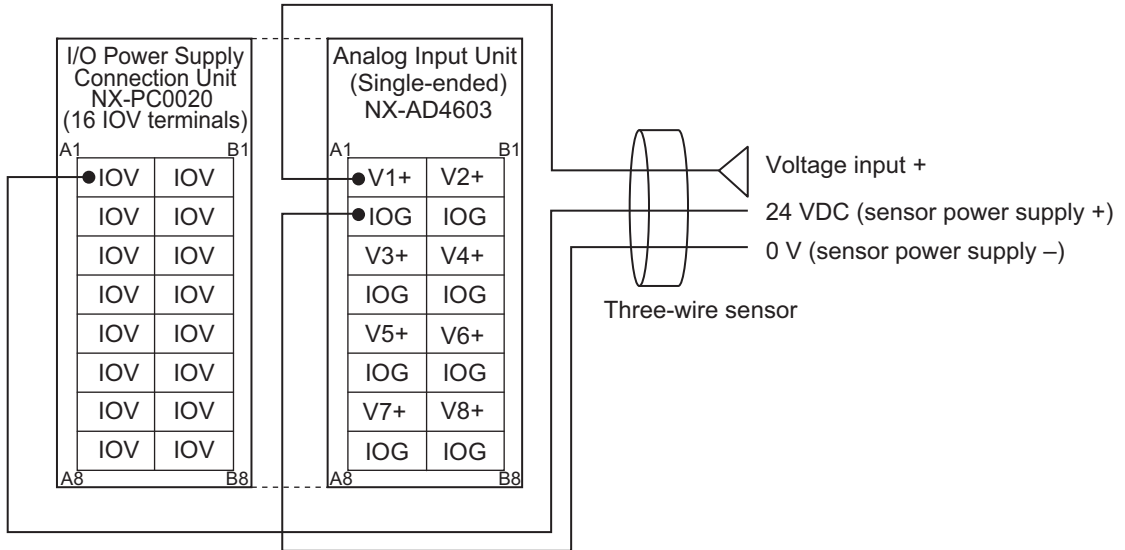 I/O Power Supply
Connection Unit
NX-PC0020
(16 IOV terminals)
A1 B1
IOV IOV
IOV IOV
IOV IOV
IOV IOV
IOV IOV
IOV IOV
IOV IOV
IOV IOV
A8 B8
Analog Input Unit
(Single-ended)
NX-AD4603
A1 B1
V1+ V2+
IOG IOG
V3+ V4+
IOG IOG
V5+ V6+
IOG IOG
V7+ V8+
IOG IOG
A8 B8
Voltage input +
24 VDC (sensor power supply +)
0 V (sensor power supply –)
Three-wire sensor